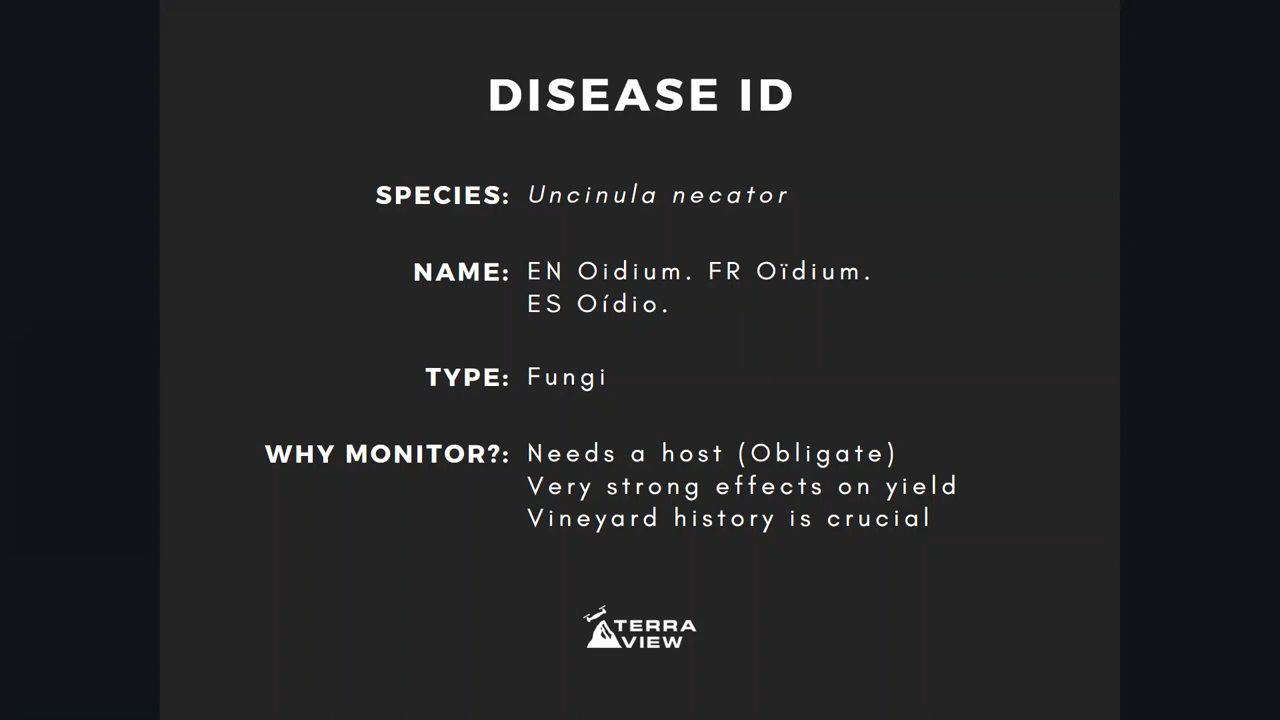 DISEASE ID
SPECIES: Uncinula necator
NAME: EN Oidium. FR Oïdium.
ES Oídio.
TYPE: Fungi
WHY MONITOR?: Needs a host (Obligate)
Very strong effects on yield
Vineyard history is crucial
TERRA
VIEW